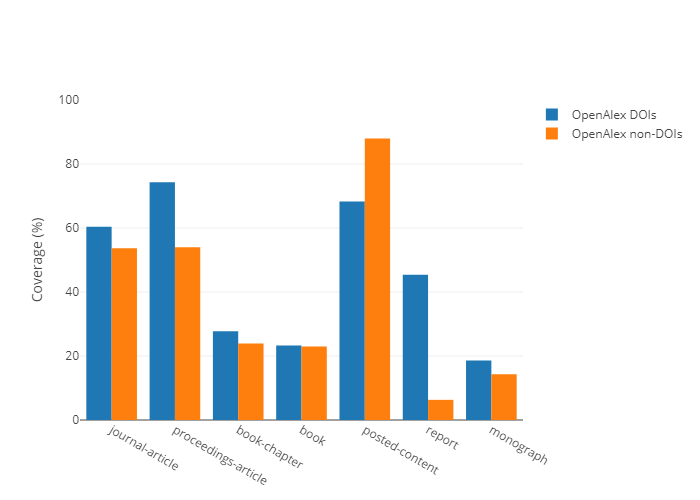 100
80
60
40
20
0
Coverage (%)
journal-article
proceedings-article
book-chapter
book
posted-content
report
monograph
OpenAlex DOIs
OpenAlex non-DOIs